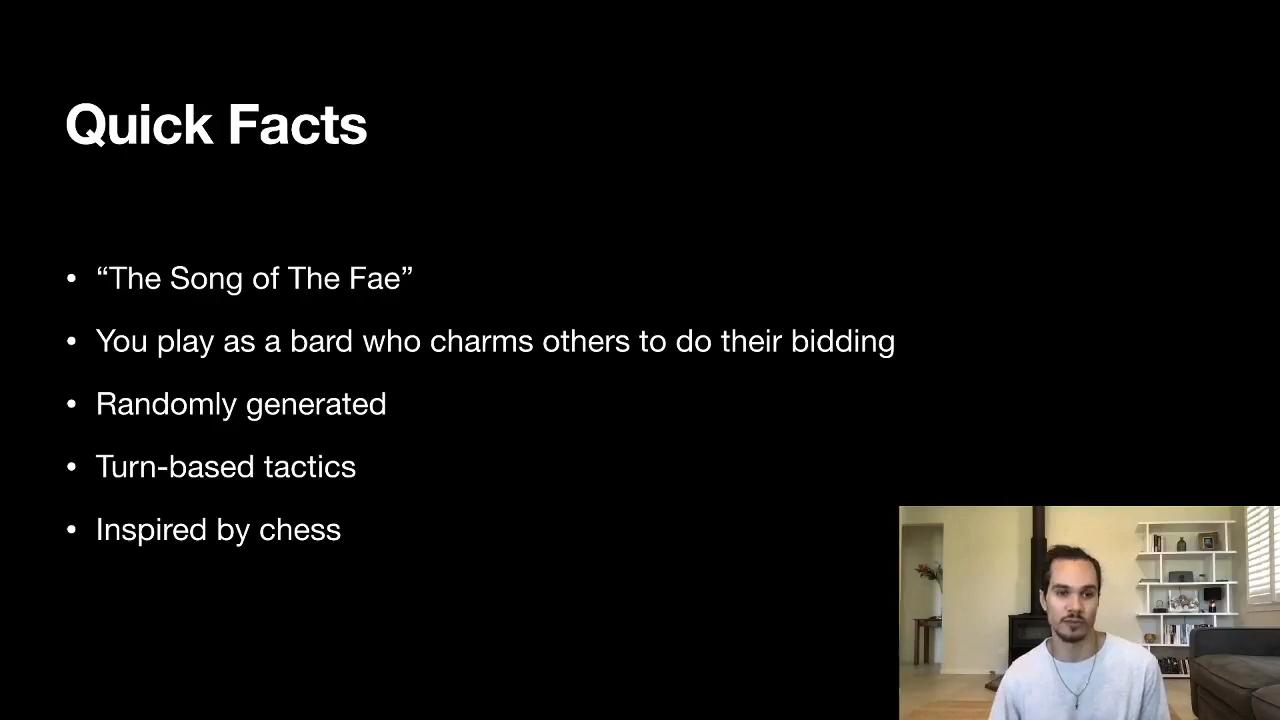 Quick Facts
• “The Song of The Fae”
• You play as a bard who charms others to do their bidding
• Randomly generated
• Turn-based tactics
• Inspired by chess